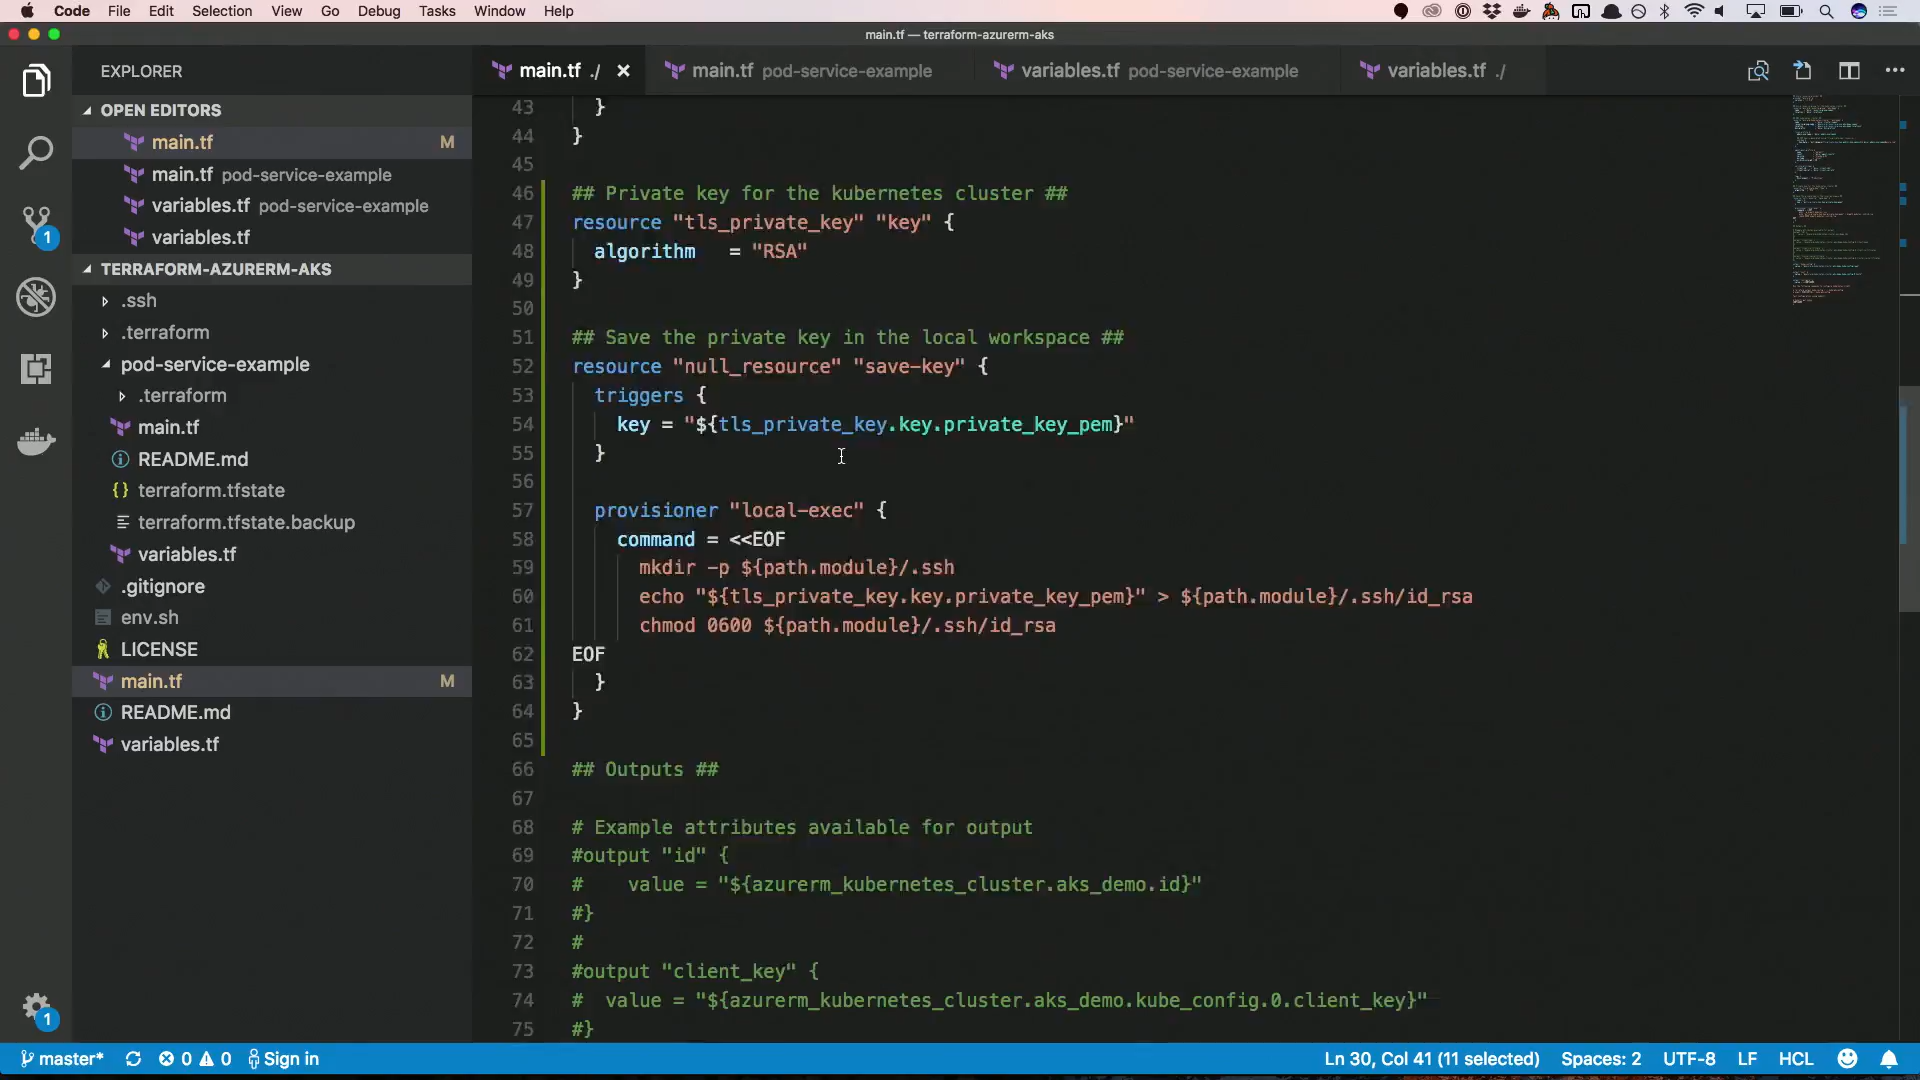 Code File Edit Selection View Go Debug Tasks Window Help
main.tf — terraform-azurerm-aks
EXPLORER
OPEN EDITORS
main.tf M
main.tf pod-service-example
variables.tf pod-service-example
variables.tf
TERRAFORM-AZURERM-AKS
.ssh
.terraform
pod-service-example
.terraform
main.tf
README.md
terraform.tfstate
terraform.tfstate.backup
variables.tf
.gitignore
env.sh
LICENSE
main.tf M
README.md
variables.tf
1
1
main.tf ./ main.tf pod-service-example variables.tf pod-service-example variables.tf ./
43 }
44 }
45
46 ## Private key for the kubernetes cluster ##
47 resource "tls_private_key" "key" {
48 algorithm = "RSA"
49 }
50
51 ## Save the private key in the local workspace ##
52 resource "null_resource" "save-key" {
53 triggers {
54 key = "${tls_private_key.key.private_key_pem}"
55 }
56
57 provisioner "local-exec" {
58 command = <<EOF
59 mkdir -p ${path.module}/.ssh
60 echo "${tls_private_key.key.private_key_pem}" > ${path.module}/.ssh/id_rsa
61 chmod 0600 ${path.module}/.ssh/id_rsa
62 EOF
63 }
64 }
65
66 ## Outputs ##
67
68 # Example attributes available for output
69 #output "id" {
70 # value = "${azurerm_kubernetes_cluster.aks_demo.id}"
71 #}
72 #
73 #output "client_key" {
74 # value = "${azurerm_kubernetes_cluster.aks_demo.kube_config.0.client_key}"
75 #}
master* 0 0 Sign in Ln 30, Col 41 (11 selected) Spaces: 2 UTF-8 LF HCL